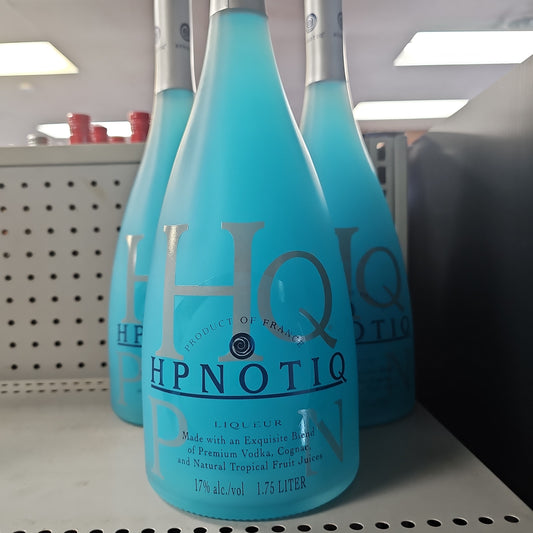 HQ
PRODUCT OF FRANCE
HPNOTIQ
PN
LIQUEUR
Made with an Exquisite Blend
of Premium Vodka, Cognac,
and Natural Tropical Fruit Juices
17% alc./vol 1.75 LITER
HPNOTIQ